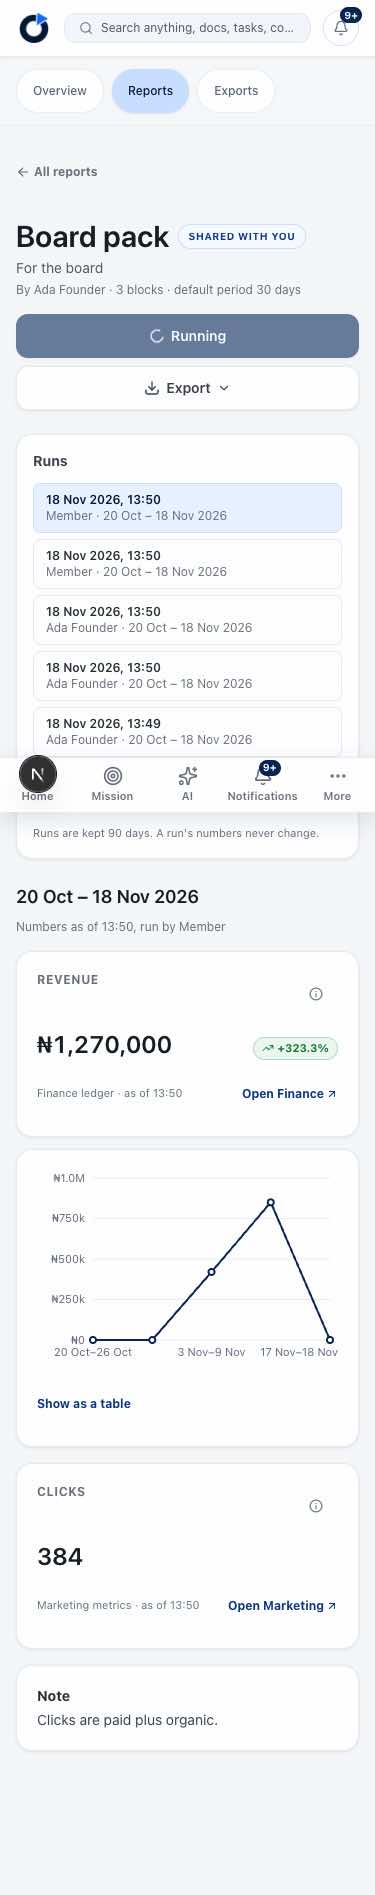 Search anything, docs, tasks, co...
9+
Overview
Reports
Exports
All reports
Board pack
SHARED WITH YOU
For the board
By Ada Founder · 3 blocks · default period 30 days
Running
Export
Runs
18 Nov 2026, 13:50
Member · 20 Oct – 18 Nov 2026
18 Nov 2026, 13:50
Member · 20 Oct – 18 Nov 2026
18 Nov 2026, 13:50
Ada Founder · 20 Oct – 18 Nov 2026
18 Nov 2026, 13:50
Ada Founder · 20 Oct – 18 Nov 2026
18 Nov 2026, 13:49
Ada Founder · 20 Oct – 18 Nov 2026
N
9+
Home
Mission
AI
Notifications
More
Runs are kept 90 days. A run's numbers never change.
20 Oct – 18 Nov 2026
Numbers as of 13:50, run by Member
REVENUE
₦1,270,000
+323.3%
Finance ledger · as of 13:50
Open Finance
₦1.0M
₦750k
₦500k
₦250k
₦0
20 Oct–26 Oct
3 Nov–9 Nov
17 Nov–18 Nov
Show as a table
CLICKS
384
Marketing metrics · as of 13:50
Open Marketing
Note
Clicks are paid plus organic.